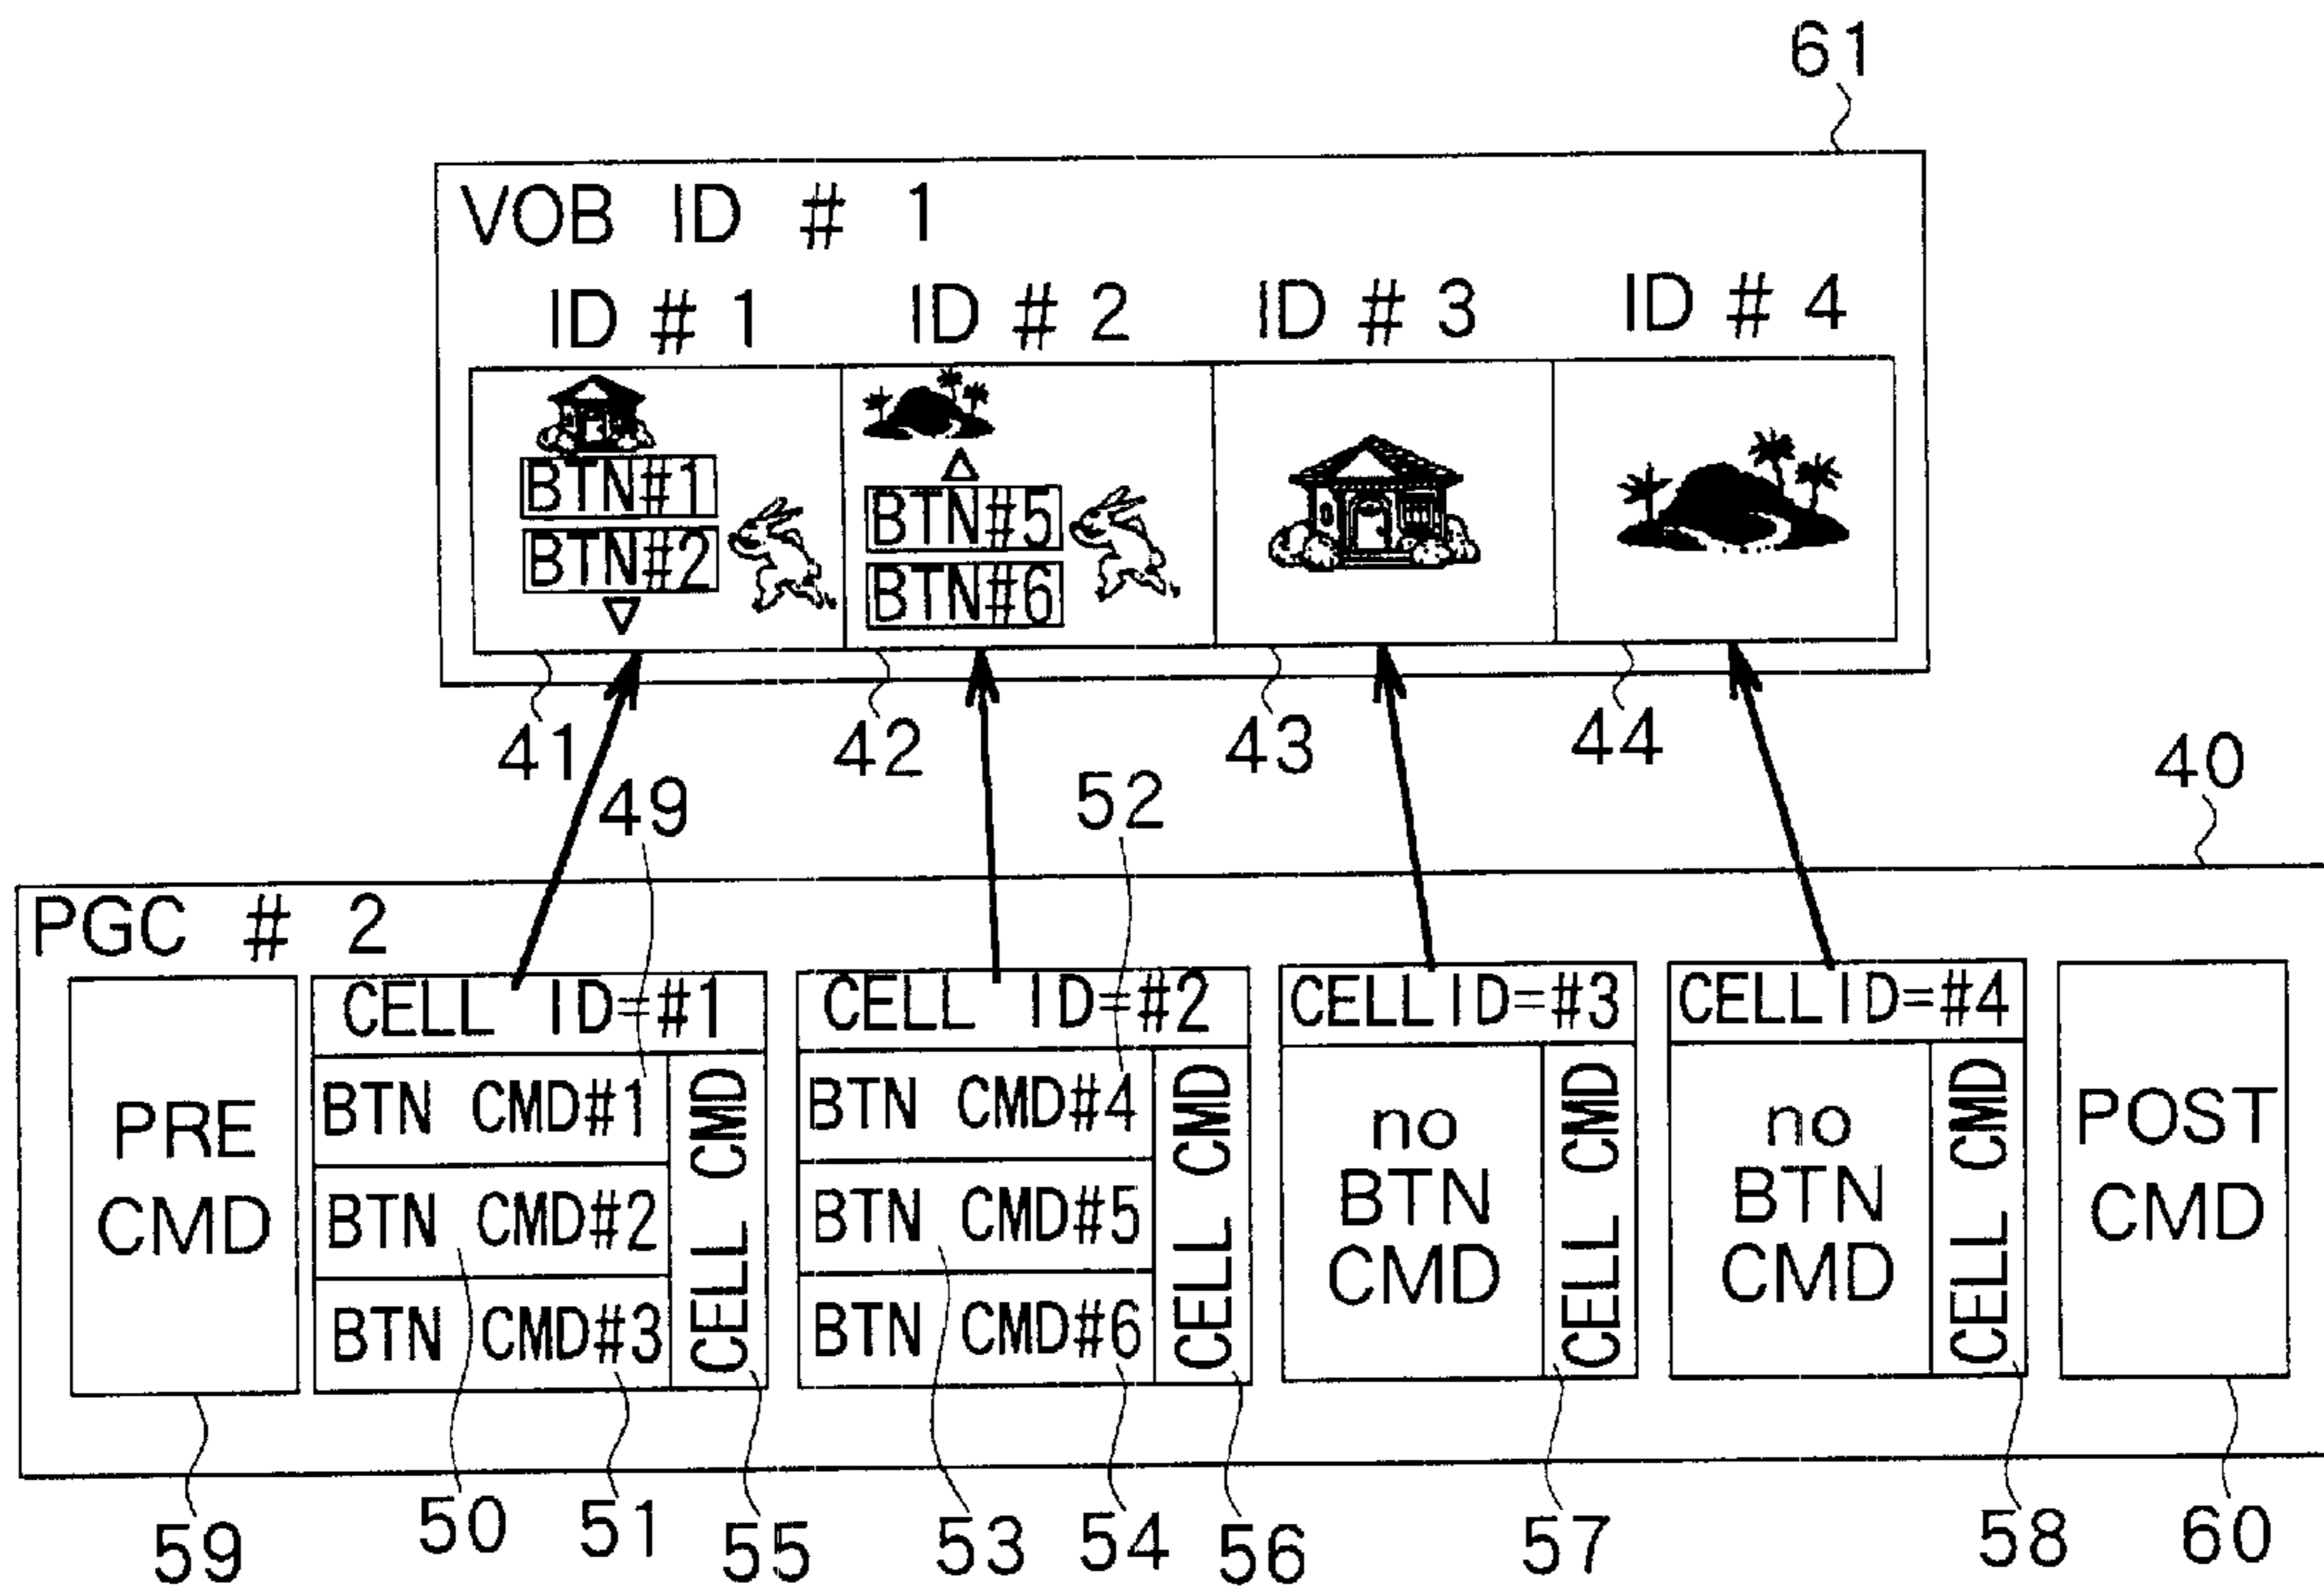 61
VOB ID # 1
ID # 1 ID # 2 ID # 3 ID # 4
BTN#1
BTN#2
BTN#5
BTN#6
41 42 43 44
49 52 40
PGC # 2
PRE
CMD
CELL ID=#1
BTN CMD#1
BTN CMD#2
BTN CMD#3
CELL CMD
CELL ID=#2
BTN CMD#4
BTN CMD#5
BTN CMD#6
CELL CMD
CELL ID=#3
no
BTN
CMD
CELL CMD
CELL ID=#4
no
BTN
CMD
CELL CMD
POST
CMD
59 50 51 55 53 54 56 57 58 60